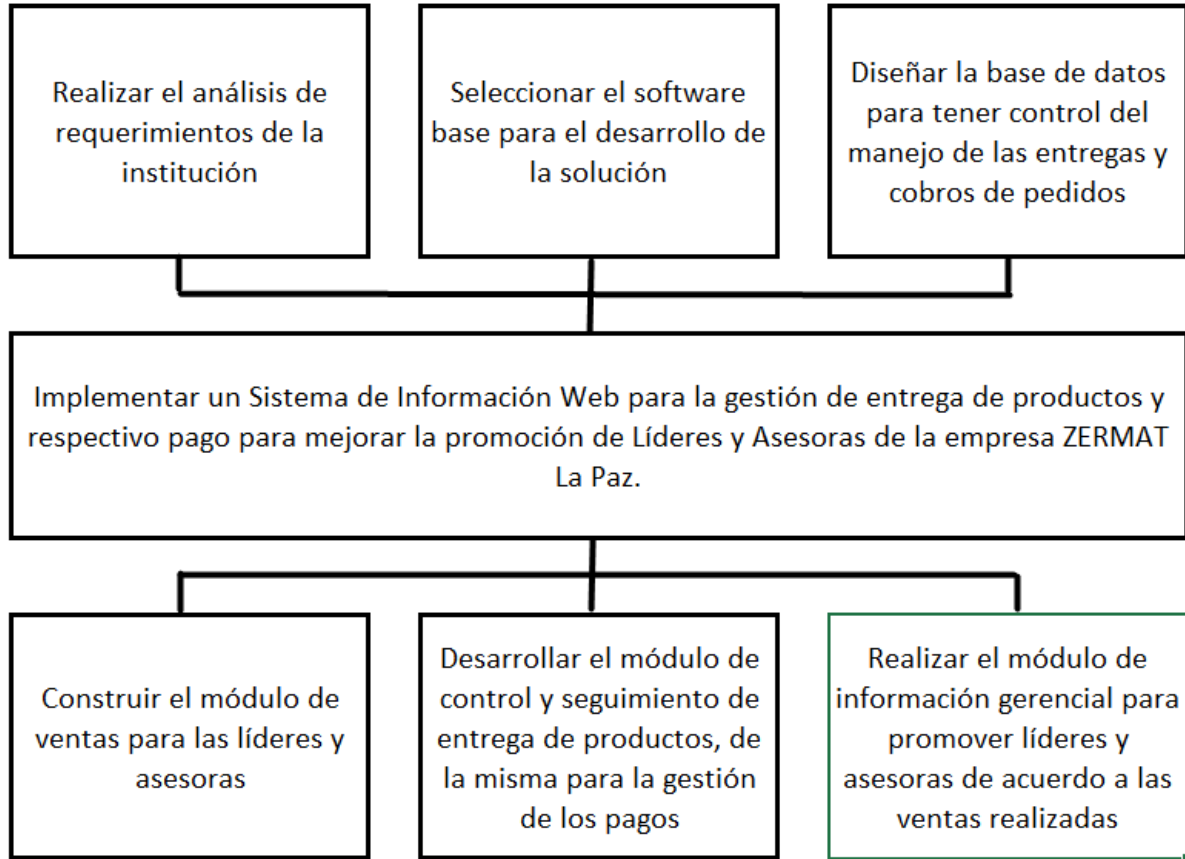 Realizar el análisis de
requerimientos de la
institución
Seleccionar el software
base para el desarrollo de
la solución
Diseñar la base de datos
para tener control del
manejo de las entregas y
cobros de pedidos
Implementar un Sistema de Información Web para la gestión de entrega de productos y
respectivo pago para mejorar la promoción de Líderes y Asesoras de la empresa ZERMAT
La Paz.
Construir el módulo de
ventas para las líderes y
asesoras
Desarrollar el módulo de
control y seguimiento de
entrega de productos, de
la misma para la gestión
de los pagos
Realizar el módulo de
información gerencial para
promover líderes y
asesoras de acuerdo a las
ventas realizadas